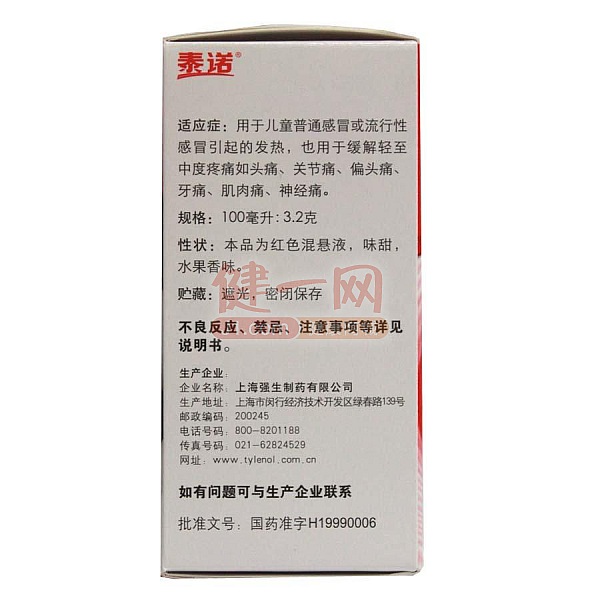 泰诺®
适应症：用于儿童普通感冒或流行性
感冒引起的发热，也用于缓解轻至
中度疼痛如头痛、关节痛、偏头痛、
牙痛、肌肉痛、神经痛。
规格：100毫升：3.2克
性状：本品为红色混悬液，味甜，
水果香味。
健一网
贮藏：遮光，密闭保存
不良反应、禁忌、注意事项等详见
说明书。
生产企业：
企业名称：上海强生制药有限公司
生产地址：上海市闵行经济技术开发区绿春路139号
邮政编码：200245
电话号码：800-8201188
传真号码：021-62824529
网址：www.tylenol.com.cn
如有问题可与生产企业联系
批准文号：国药准字H19990006